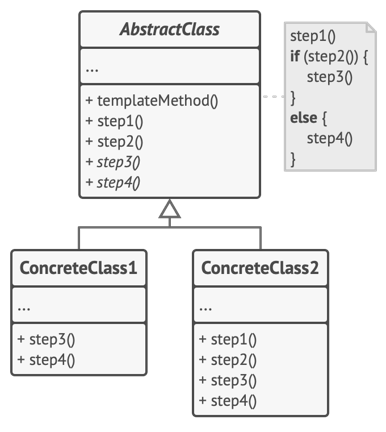 AbstractClass
...
+ templateMethod()
+ step1()
+ step2()
+ step3()
+ step4()
step1()
if (step2()) {
step3()
}
else {
step4()
}
ConcreteClass1
...
+ step3()
+ step4()
ConcreteClass2
...
+ step1()
+ step2()
+ step3()
+ step4()